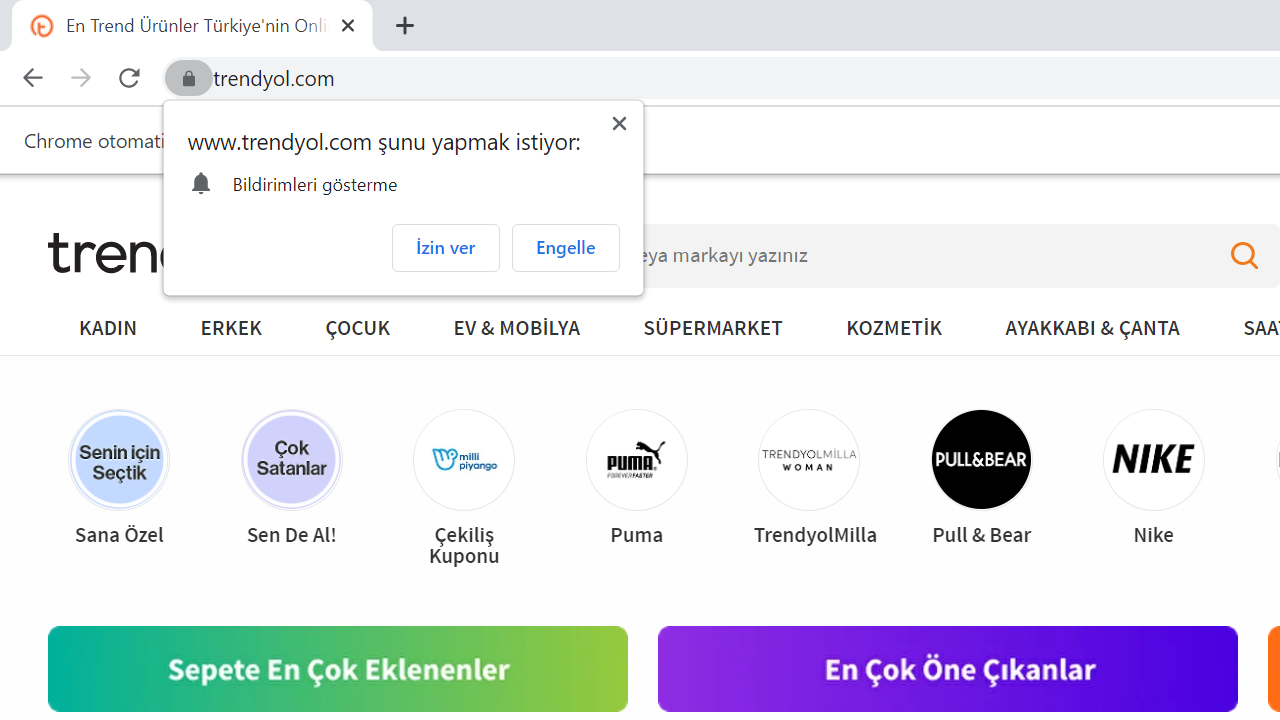 En Trend Ürünler Türkiye'nin Onli
trendyol.com
Chrome otomati
www.trendyol.com şunu yapmak istiyor:
Bildirimleri gösterme
İzin ver
Engelle
trend
eya markayı yazınız
KADIN
ERKEK
ÇOCUK
EV & MOBİLYA
SÜPERMARKET
KOZMETİK
AYAKKABI & ÇANTA
SAA
Senin için
Seçtik
Çok
Satanlar
milli
piyango
PUMA
FOREVER FASTER
TRENDYOLMİLLA
WOMAN
PULL&BEAR
NIKE
Sana Özel
Sen De Al!
Çekiliş
Kuponu
Puma
TrendyolMilla
Pull & Bear
Nike
Sepete En Çok Eklenenler
En Çok Öne Çıkanlar